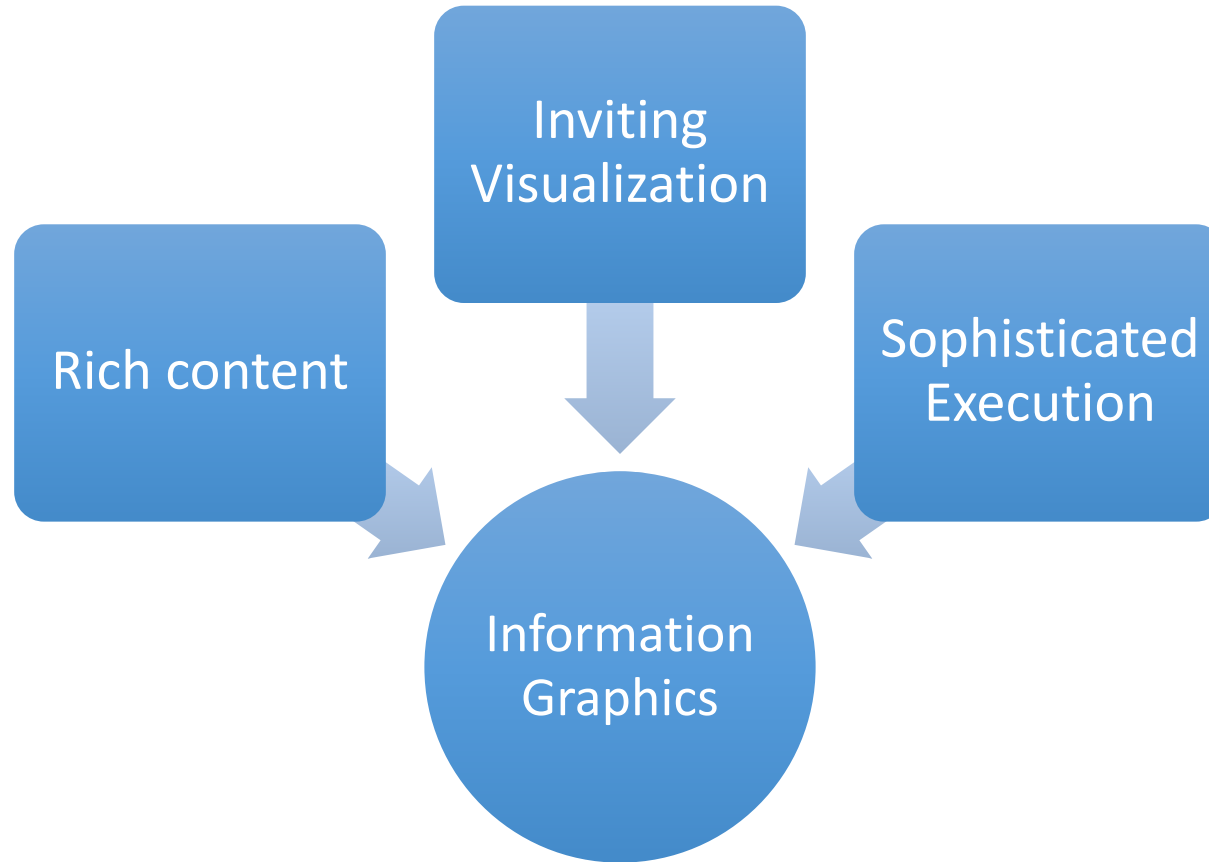 Inviting
Visualization
Rich content
Sophisticated
Execution
Information
Graphics